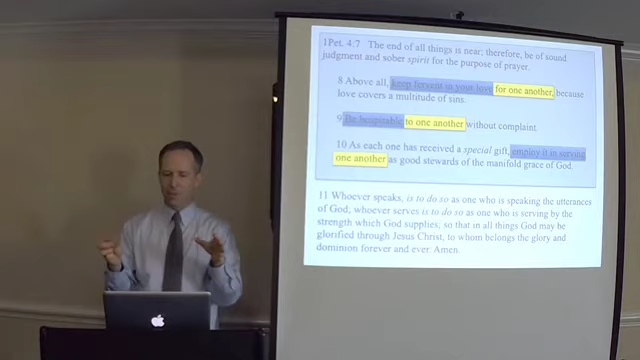 1Pet. 4:7 The end of all things is near; therefore, be of sound
judgment and sober spirit for the purpose of prayer.
8 Above all, keep fervent in your love for one another, because
love covers a multitude of sins.
9 Be hospitable to one another without complaint.
10 As each one has received a special gift, employ it in serving
one another as good stewards of the manifold grace of God.
11 Whoever speaks, is to do so as one who is speaking the utterances
of God; whoever serves is to do so as one who is serving by the
strength which God supplies; so that in all things God may be
glorified through Jesus Christ, to whom belongs the glory and
dominion forever and ever. Amen.